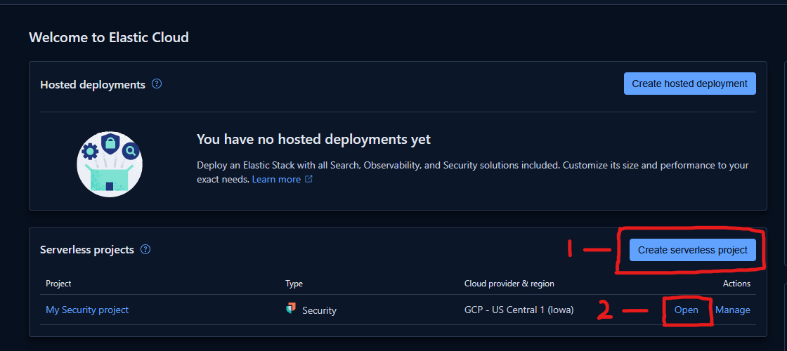 Welcome to Elastic Cloud
Hosted deployments
Create hosted deployment
You have no hosted deployments yet
Deploy an Elastic Stack with all Search, Observability, and Security solutions included. Customize its size and performance to your
exact needs. Learn more
Serverless projects
1
Create serverless project
Project Type Cloud provider & region Actions
My Security project Security GCP - US Central 1 (Iowa) 2 Open Manage